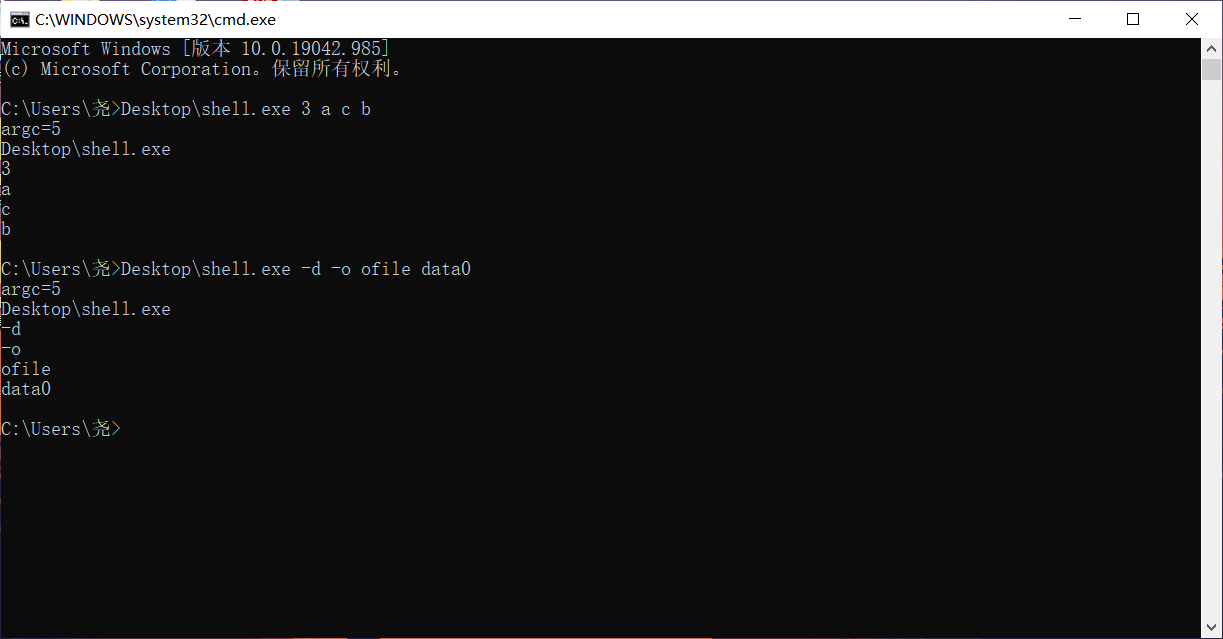 C:\WINDOWS\system32\cmd.exe
Microsoft Windows [版本 10.0.19042.985]
(c) Microsoft Corporation。保留所有权利。
C:\Users\尧>Desktop\shell.exe 3 a c b
argc=5
Desktop\shell.exe
3
a
c
b
C:\Users\尧>Desktop\shell.exe -d -o ofile data0
argc=5
Desktop\shell.exe
-d
-o
ofile
data0
C:\Users\尧>